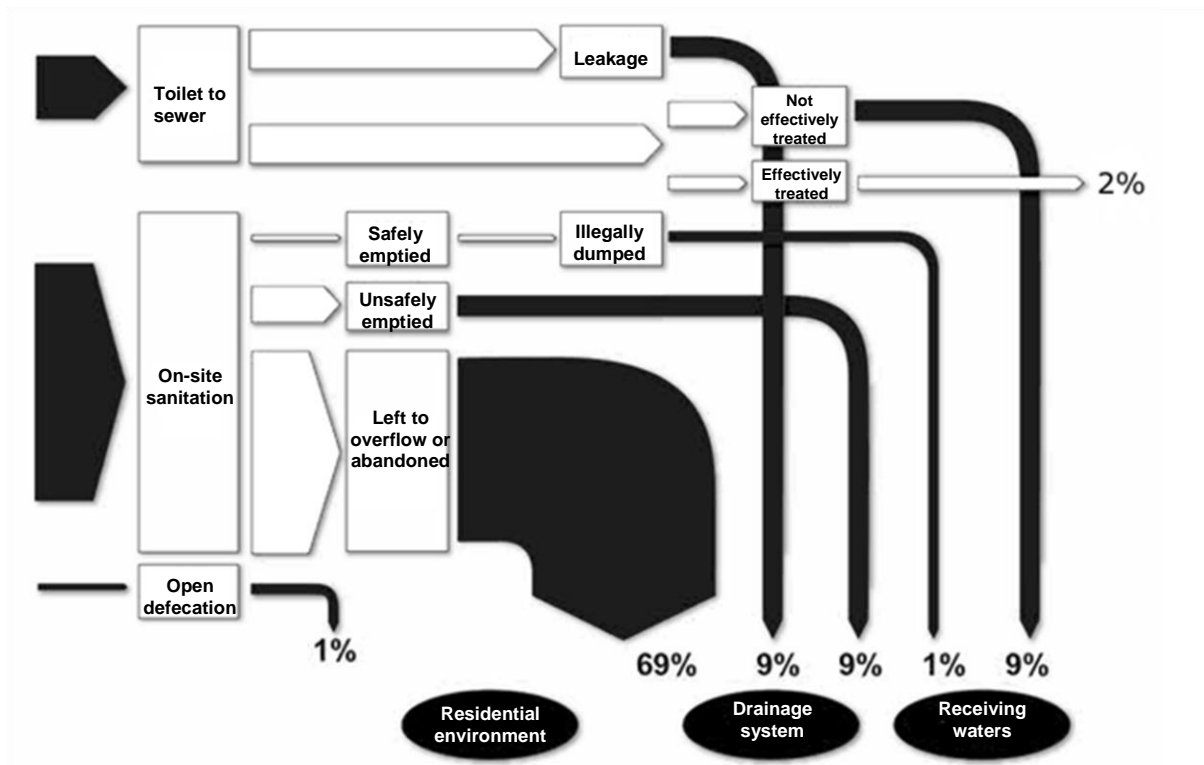 Toilet to
sewer
Leakage
Not
effectively
treated
Effectively
treated
2%
On-site
sanitation
Safely
emptied
Illegally
dumped
Unsafely
emptied
Left to
overflow or
abandoned
Open
defecation
1%
69%
9%
9%
1%
9%
Residential
environment
Drainage
system
Receiving
waters